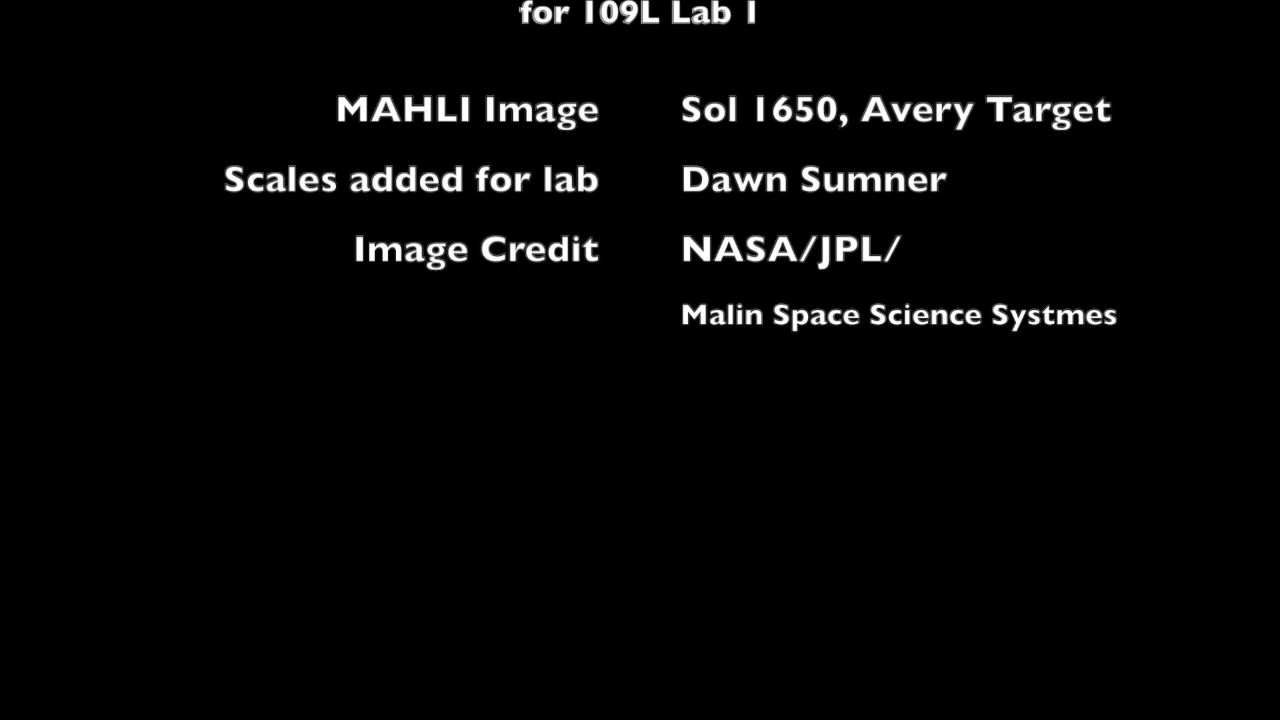 for 109L Lab 1
MAHLI Image Sol 1650, Avery Target
Scales added for lab Dawn Sumner
Image Credit NASA/JPL/
Malin Space Science Systmes